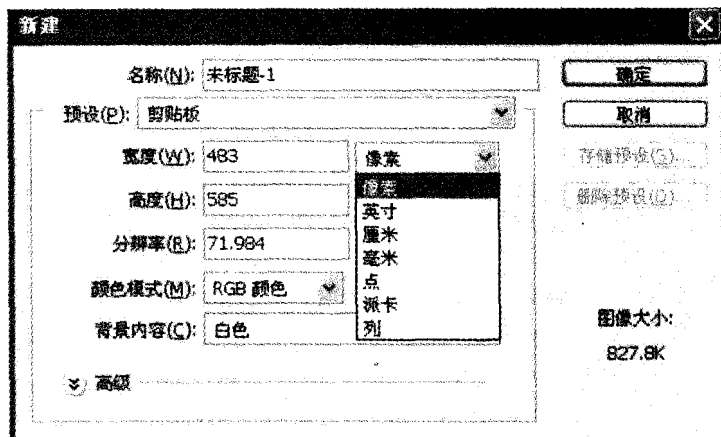 新建
名称(N): 未标题-1
确定
预设(P): 剪贴板
取消
宽度(W): 483 像素
存储预设(S)...
高度(H): 585 像素
删除预设(D)...
英寸
分辨率(R): 71.984 厘米
毫米
颜色模式(M): RGB 颜色 点
派卡
背景内容(C): 白色 列
图像大小:
827.8K
高级